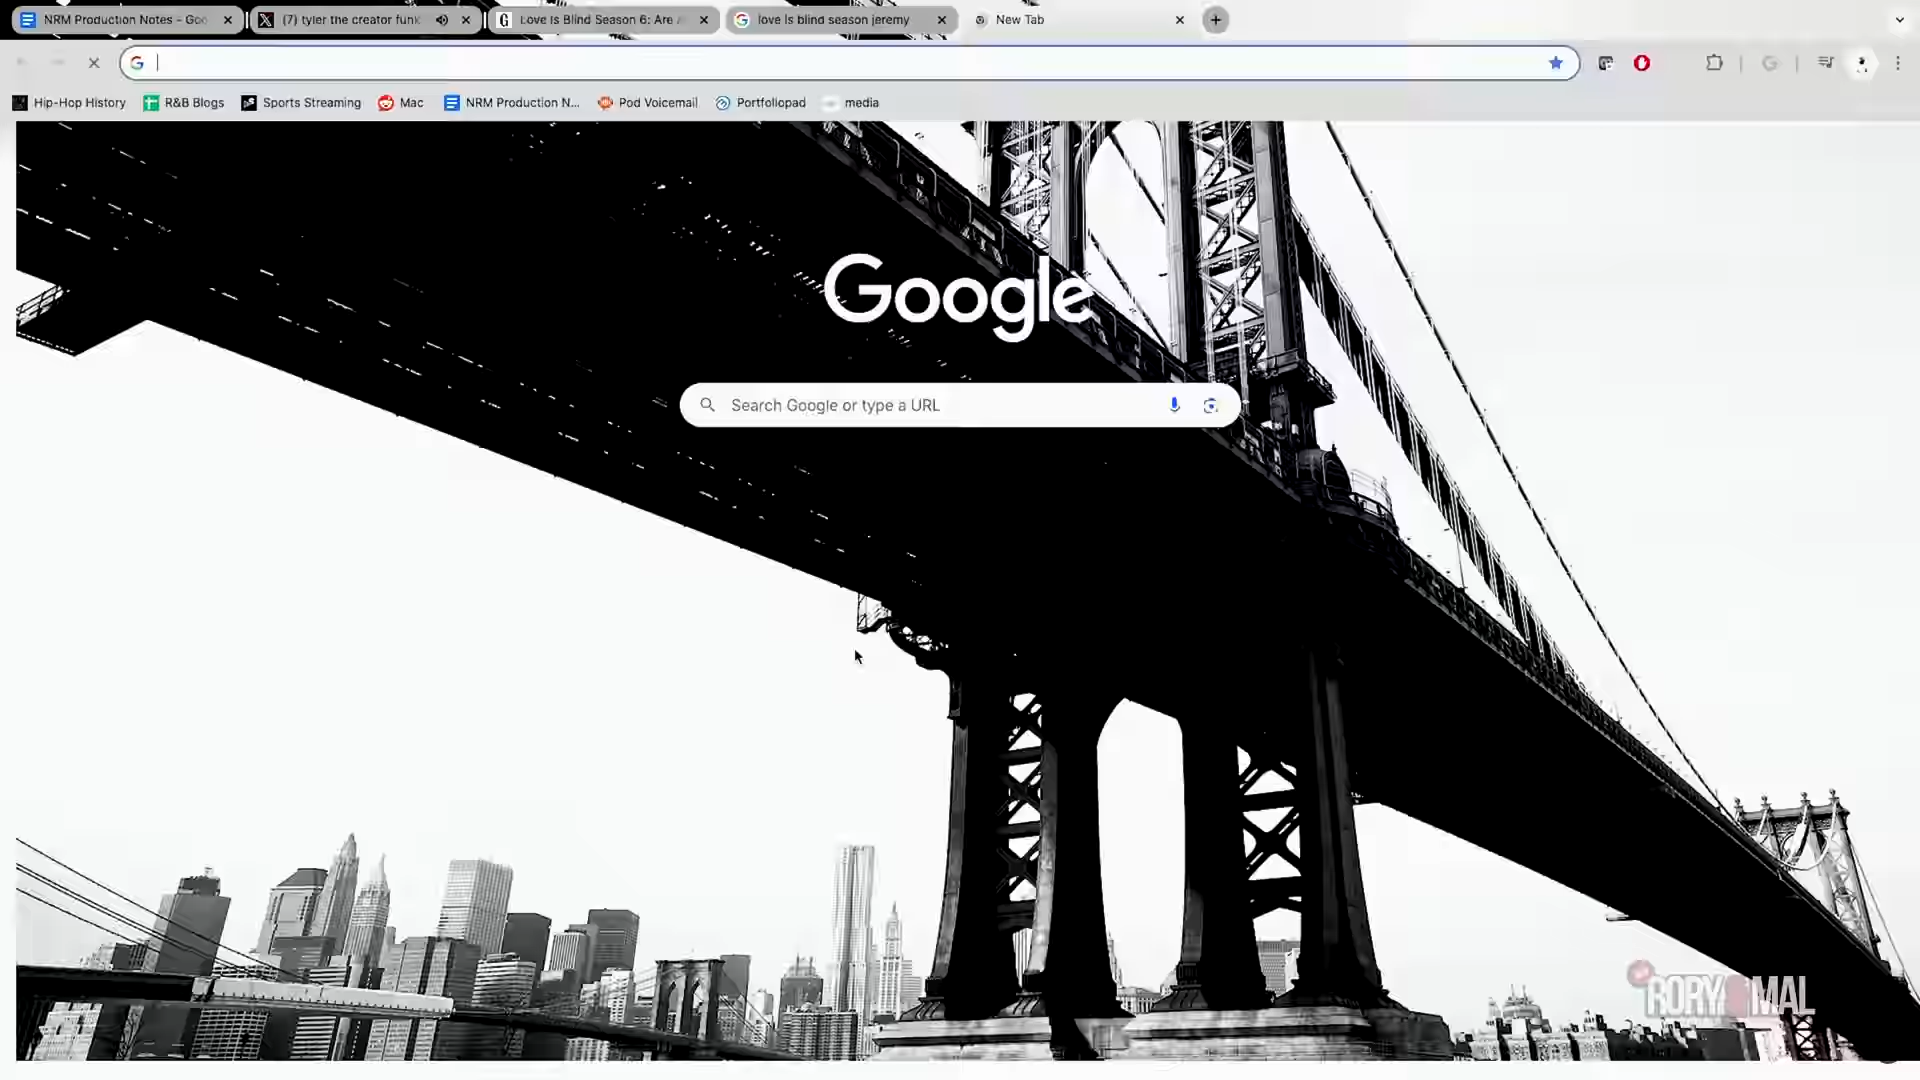 NRM Production Notes - Goo
(7) tyler the creator funk
Love Is Blind Season 6: Are
love is blind season jeremy
New Tab
Hip-Hop History
R&B Blogs
Sports Streaming
Mac
NRM Production N...
Pod Voicemail
Portfoliopad
media
Google
Search Google or type a URL
RORY MAL